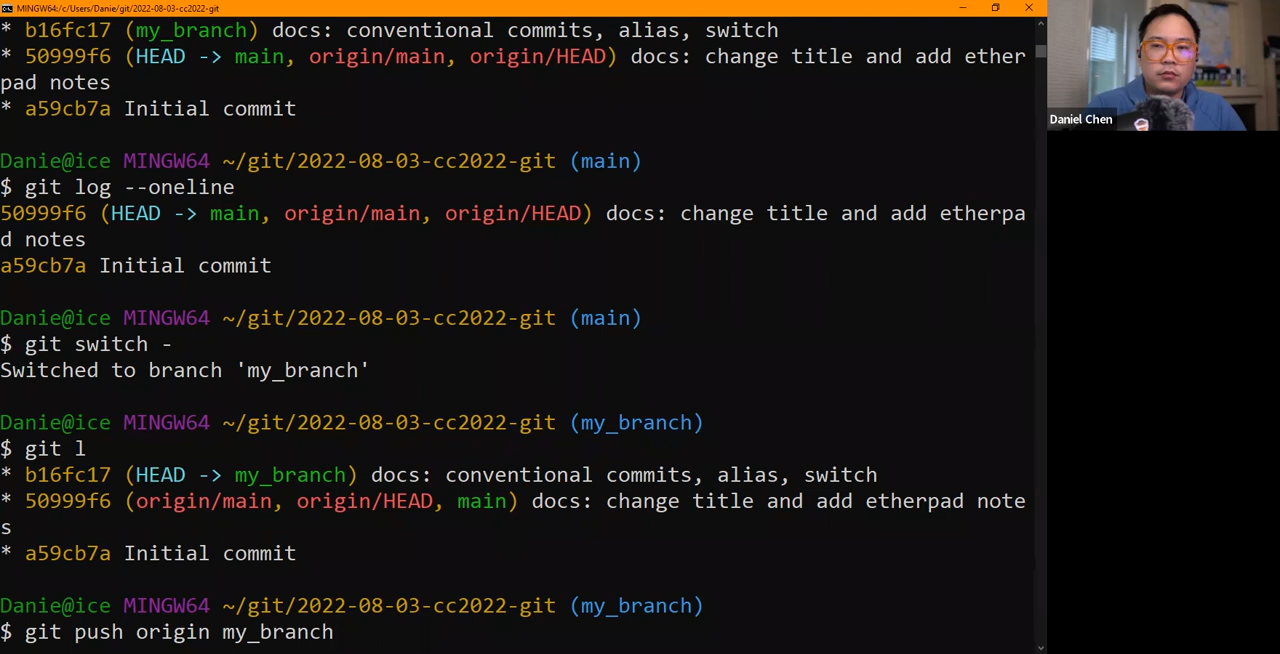 MINGW64:/c/Users/Danie/git/2022-08-03-cc2022-git
* b16fc17 (my_branch) docs: conventional commits, alias, switch
* 50999f6 (HEAD -> main, origin/main, origin/HEAD) docs: change title and add ether
pad notes
* a59cb7a Initial commit
Danie@ice MINGW64 ~/git/2022-08-03-cc2022-git (main)
$ git log --oneline
50999f6 (HEAD -> main, origin/main, origin/HEAD) docs: change title and add etherpa
d notes
a59cb7a Initial commit
Danie@ice MINGW64 ~/git/2022-08-03-cc2022-git (main)
$ git switch -
Switched to branch 'my_branch'
Danie@ice MINGW64 ~/git/2022-08-03-cc2022-git (my_branch)
$ git l
* b16fc17 (HEAD -> my_branch) docs: conventional commits, alias, switch
* 50999f6 (origin/main, origin/HEAD, main) docs: change title and add etherpad note
s
* a59cb7a Initial commit
Danie@ice MINGW64 ~/git/2022-08-03-cc2022-git (my_branch)
$ git push origin my_branch
Daniel Chen